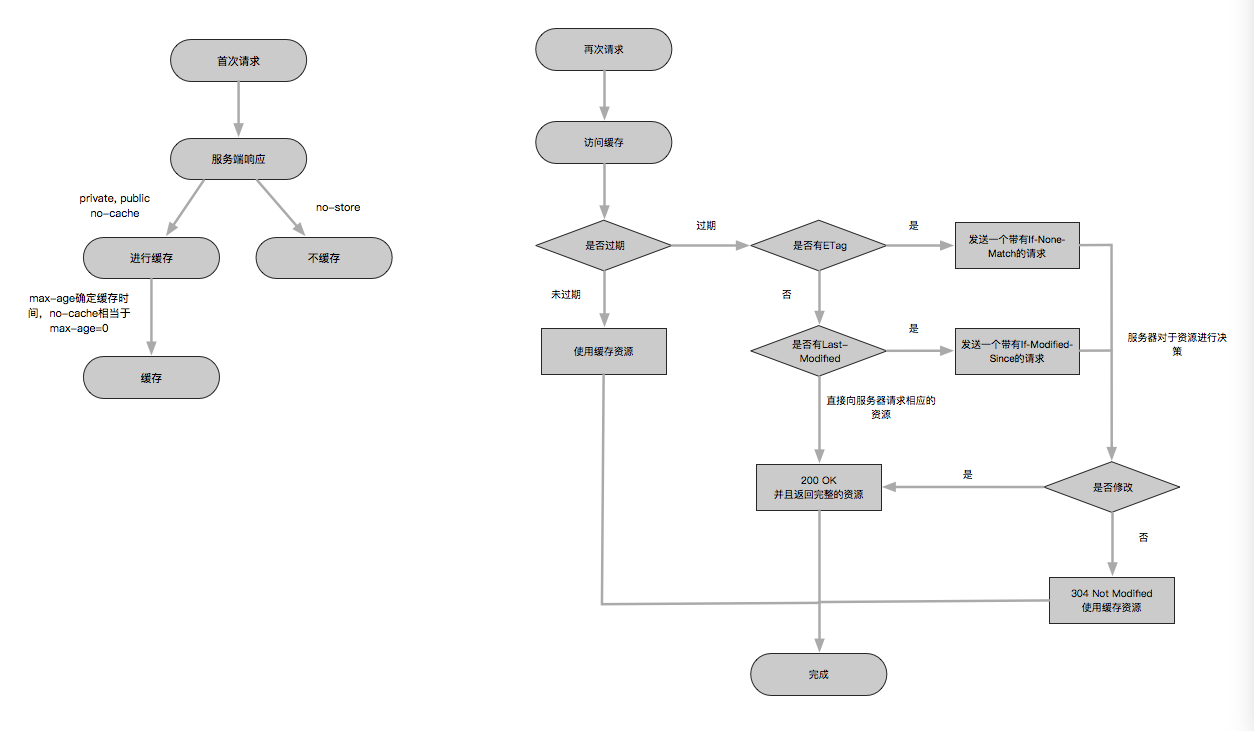 首次请求
服务端响应
private, public
no-cache
no-store
进行缓存
不缓存
max-age确定缓存时
间，no-cache相当于
max-age=0
缓存
再次请求
访问缓存
是否过期
过期
是否有ETag
是
发送一个带有If-None-
Match的请求
未过期
否
使用缓存资源
是否有Last-
Modified
是
发送一个带有If-Modified-
Since的请求
服务器对于资源进行决
策
直接向服务器请求相应的
资源
200 OK
并且返回完整的资源
是
是否修改
否
304 Not Modified
使用缓存资源
完成